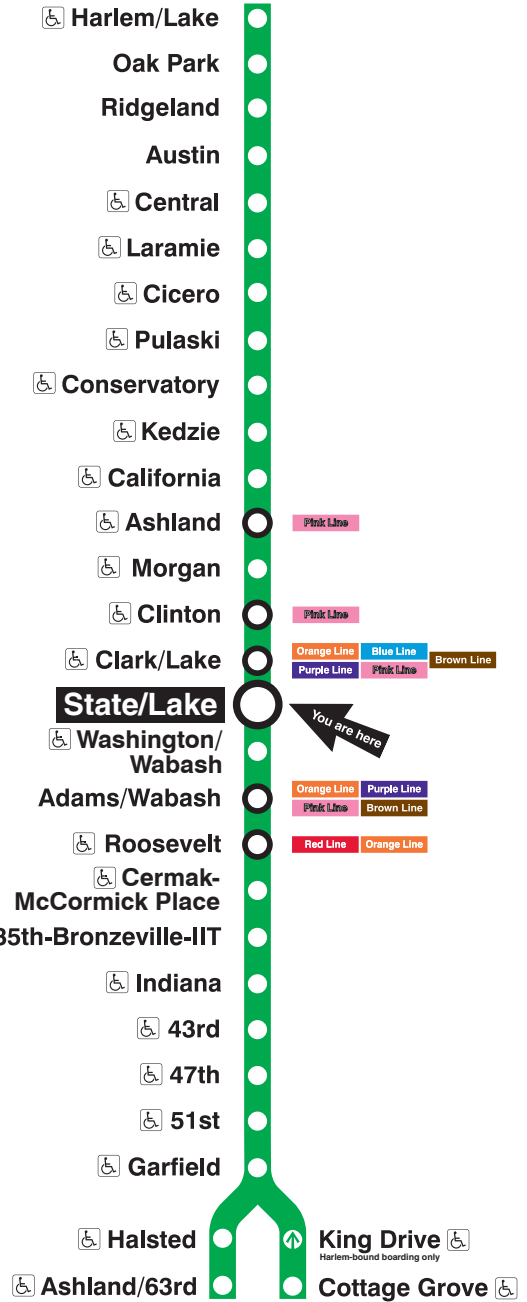 Harlem/Lake
Oak Park
Ridgeland
Austin
Central
Laramie
Cicero
Pulaski
Conservatory
Kedzie
California
Ashland
Pink Line
Morgan
Clinton
Pink Line
Clark/Lake
Orange Line Blue Line
Brown Line
Purple Line Pink Line
State/Lake
You are here
Washington/
Wabash
Adams/Wabash
Orange Line Purple Line
Pink Line Brown Line
Roosevelt
Red Line Orange Line
Cermak-
McCormick Place
35th-Bronzeville-IIT
Indiana
43rd
47th
51st
Garfield
Halsted
King Drive
Harlem-bound boarding only
Ashland/63rd
Cottage Grove